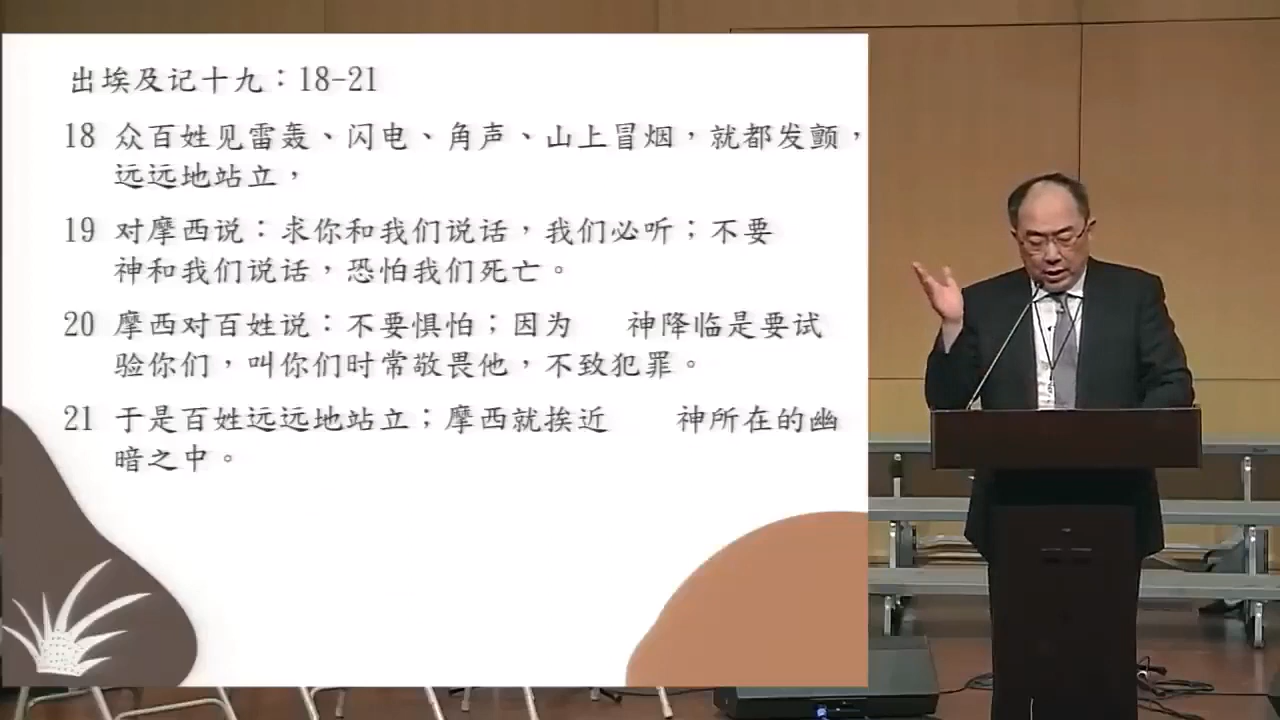 出埃及记十九：18-21
18 众百姓见雷轰、闪电、角声、山上冒烟，就都发颤，
远远地站立，
19 对摩西说：求你和我们说话，我们必听；不要
神和我们说话，恐怕我们死亡。
20 摩西对百姓说：不要惧怕；因为 神降临是要试
验你们，叫你们时常敬畏他，不致犯罪。
21 于是百姓远远地站立；摩西就挨近 神所在的幽
暗之中。